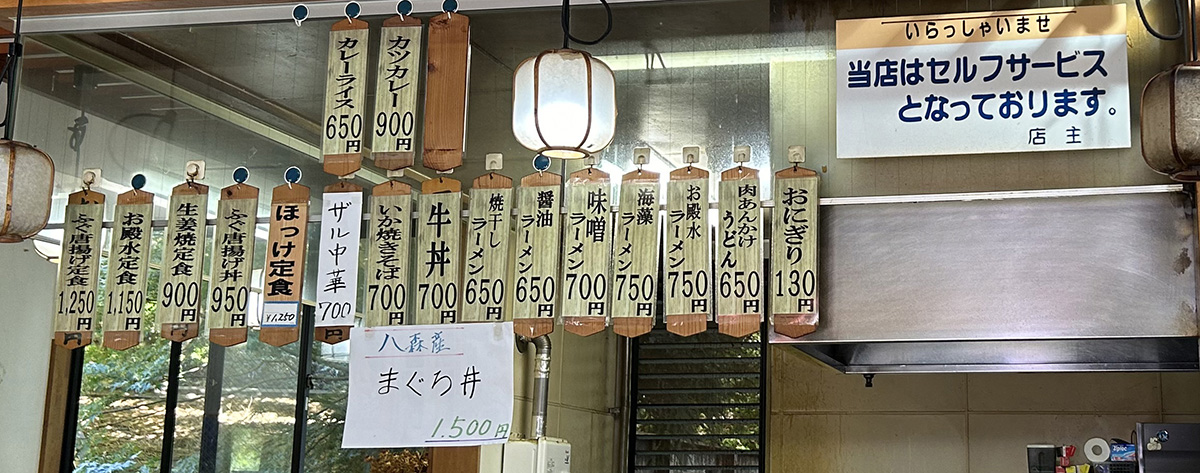 いらっしゃいませ
当店はセルフサービス
となっております。
店主
カレーライス
650円
カツカレー
900円
ふぐ唐揚げ定食
1,250円
お殿水定食
1,150円
生姜焼定食
900円
ふぐ唐揚げ丼
950円
ほっけ定食
¥1,250
ザル中華
700円
いか焼きそば
700円
牛丼
700円
焼干し
ラーメン
650円
醤油
ラーメン
650円
味噌
ラーメン
700円
海藻
ラーメン
750円
お殿水
ラーメン
750円
肉あんかけ
うどん
650円
おにぎり
130円
八森産
まぐろ丼
1.500円
Ziploc